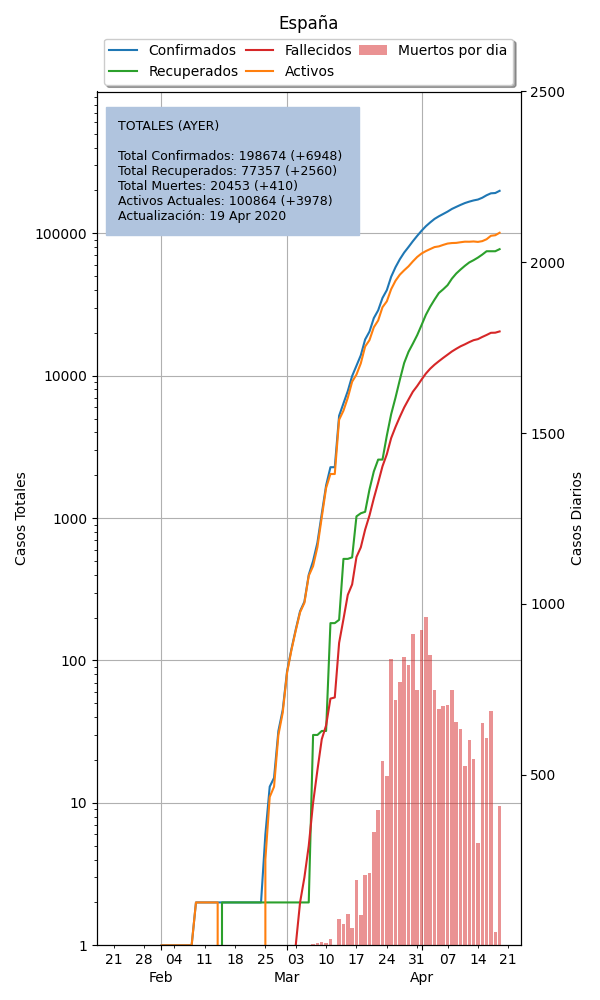 España
Confirmados
Recuperados
Fallecidos
Activos
Muertos por dia
TOTALES (AYER)
Total Confirmados: 198674 (+6948)
Total Recuperados: 77357 (+2560)
Total Muertes: 20453 (+410)
Activos Actuales: 100864 (+3978)
Actualización: 19 Apr 2020
Casos Totales
100000
10000
1000
100
10
1
2500
2000
1500
1000
500
Casos Diarios
21 28 04 11 18 25 03 10 17 24 31 07 14 21
Feb Mar Apr